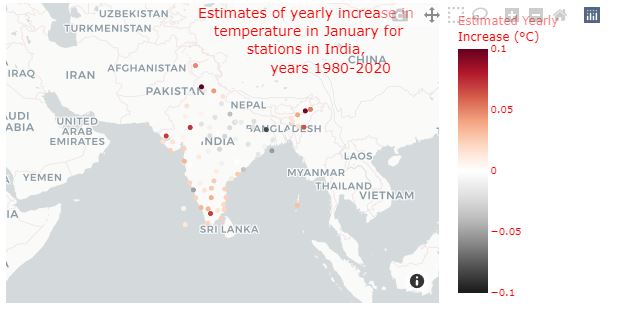 Estimates of yearly increase in
temperature in January for
stations in India,
years 1980-2020
Estimated Yearly
Increase (°C)
0.1
0.05
0
−0.05
−0.1
UZBEKISTAN
TURKMENISTAN
CHINA
AFGHANISTAN
IRAQ
IRAN
PAKISTAN
NEPAL
AUDI
ABIA
UNITED
ARAB
EMIRATES
INDIA
BANGLADESH
LAOS
MYANMAR
YEMEN
THAILAND
VIETNAM
IA
SRI LANKA